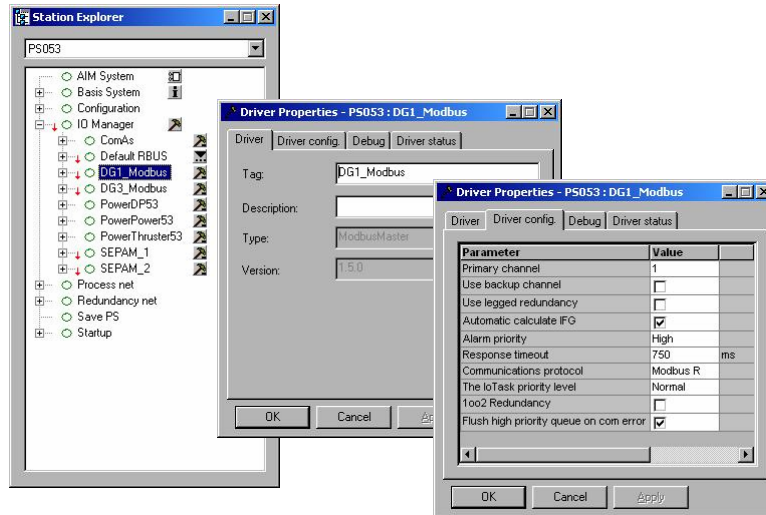 Station Explorer
PS053
AIM System
Basis System
Configuration
IO Manager
ComAs
Default RBUS
DG1_Modbus
DG3_Modbus
PowerDP53
PowerPower53
PowerThruster53
SEPAM_1
SEPAM_2
Process net
Redundancy net
Save PS
Startup
Driver Properties - PS053 : DG1_Modbus
Driver Driver config. Debug Driver status
Tag: DG1_Modbus
Description:
Type: ModbusMaster
Version: 1.5.0
OK Cancel
Driver Properties - PS053 : DG1_Modbus
Driver Driver config. Debug Driver status
Parameter Value
Primary channel 1
Use backup channel
Use legged redundancy
Automatic calculate IFG
Alarm priority High
Response timeout 750 ms
Communications protocol Modbus R
The IoTask priority level Normal
1oo2 Redundancy
Flush high priority queue on com error
OK Cancel Apply